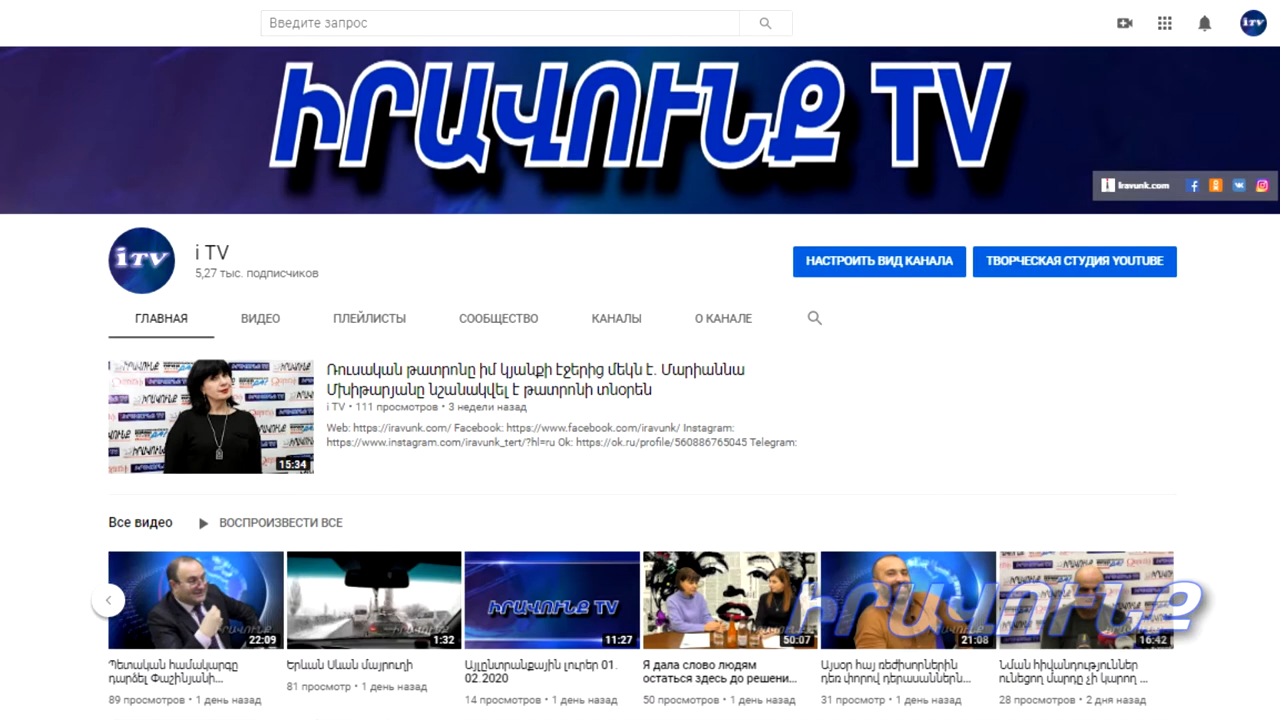 Введите запрос
iTV
ԻՐԱՎՈՒՆՔ TV
Iravunk.com
iTV
i TV
5,27 тыс. подписчиков
НАСТРОИТЬ ВИД КАНАЛА
ТВОРЧЕСКАЯ СТУДИЯ YOUTUBE
ГЛАВНАЯ ВИДЕО ПЛЕЙЛИСТЫ СООБЩЕСТВО КАНАЛЫ О КАНАЛЕ
15:34
Ռուսական թատրոնը իմ կյանքի էջերից մեկն է. Մարիաննա
Մխիթարյանը նշանակվել է թատրոնի տնօրեն
i TV • 111 просмотров • 3 недели назад
Web: https://iravunk.com/ Facebook: https://www.facebook.com/iravunk/ Instagram:
https://www.instagram.com/iravunk_tert/?hl=ru Ok: https://ok.ru/profile/560886765045 Telegram:
Все видео ВОСПРОИЗВЕСТИ ВСЕ
22:09
1:32
ԻՐԱՎՈՒՆՔ TV
11:27
50:07
21:08
16:42
ԻՐԱՎՈՒՆՔ
Պետական համակարգը
դարձել Փաշինյանի...
89 просмотров • 1 день назад
Երևան Սևան մայրուղի
81 просмотр • 1 день назад
Այլընտրանքային լուրեր 01.
02.2020
14 просмотров • 1 день назад
Я дала слово людям
остаться здесь до решени...
50 просмотров • 1 день назад
Այսօր հայ ռեժիսորներին
դեռ փորով դերասաններն...
31 просмотр • 1 день назад
Նման հիվանդություններ
ունեցող մարդը չի կարող ...
28 просмотров • 2 дня назад